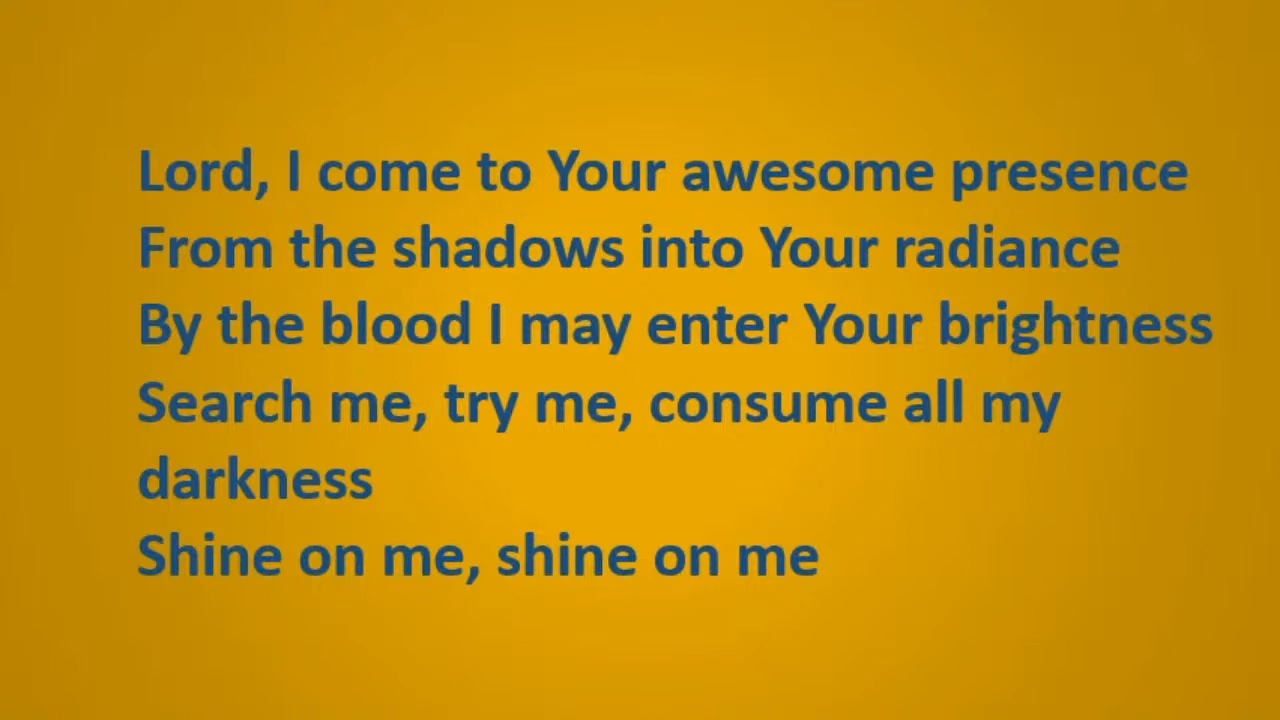 Lord, I come to Your awesome presence
From the shadows into Your radiance
By the blood I may enter Your brightness
Search me, try me, consume all my
darkness
Shine on me, shine on me